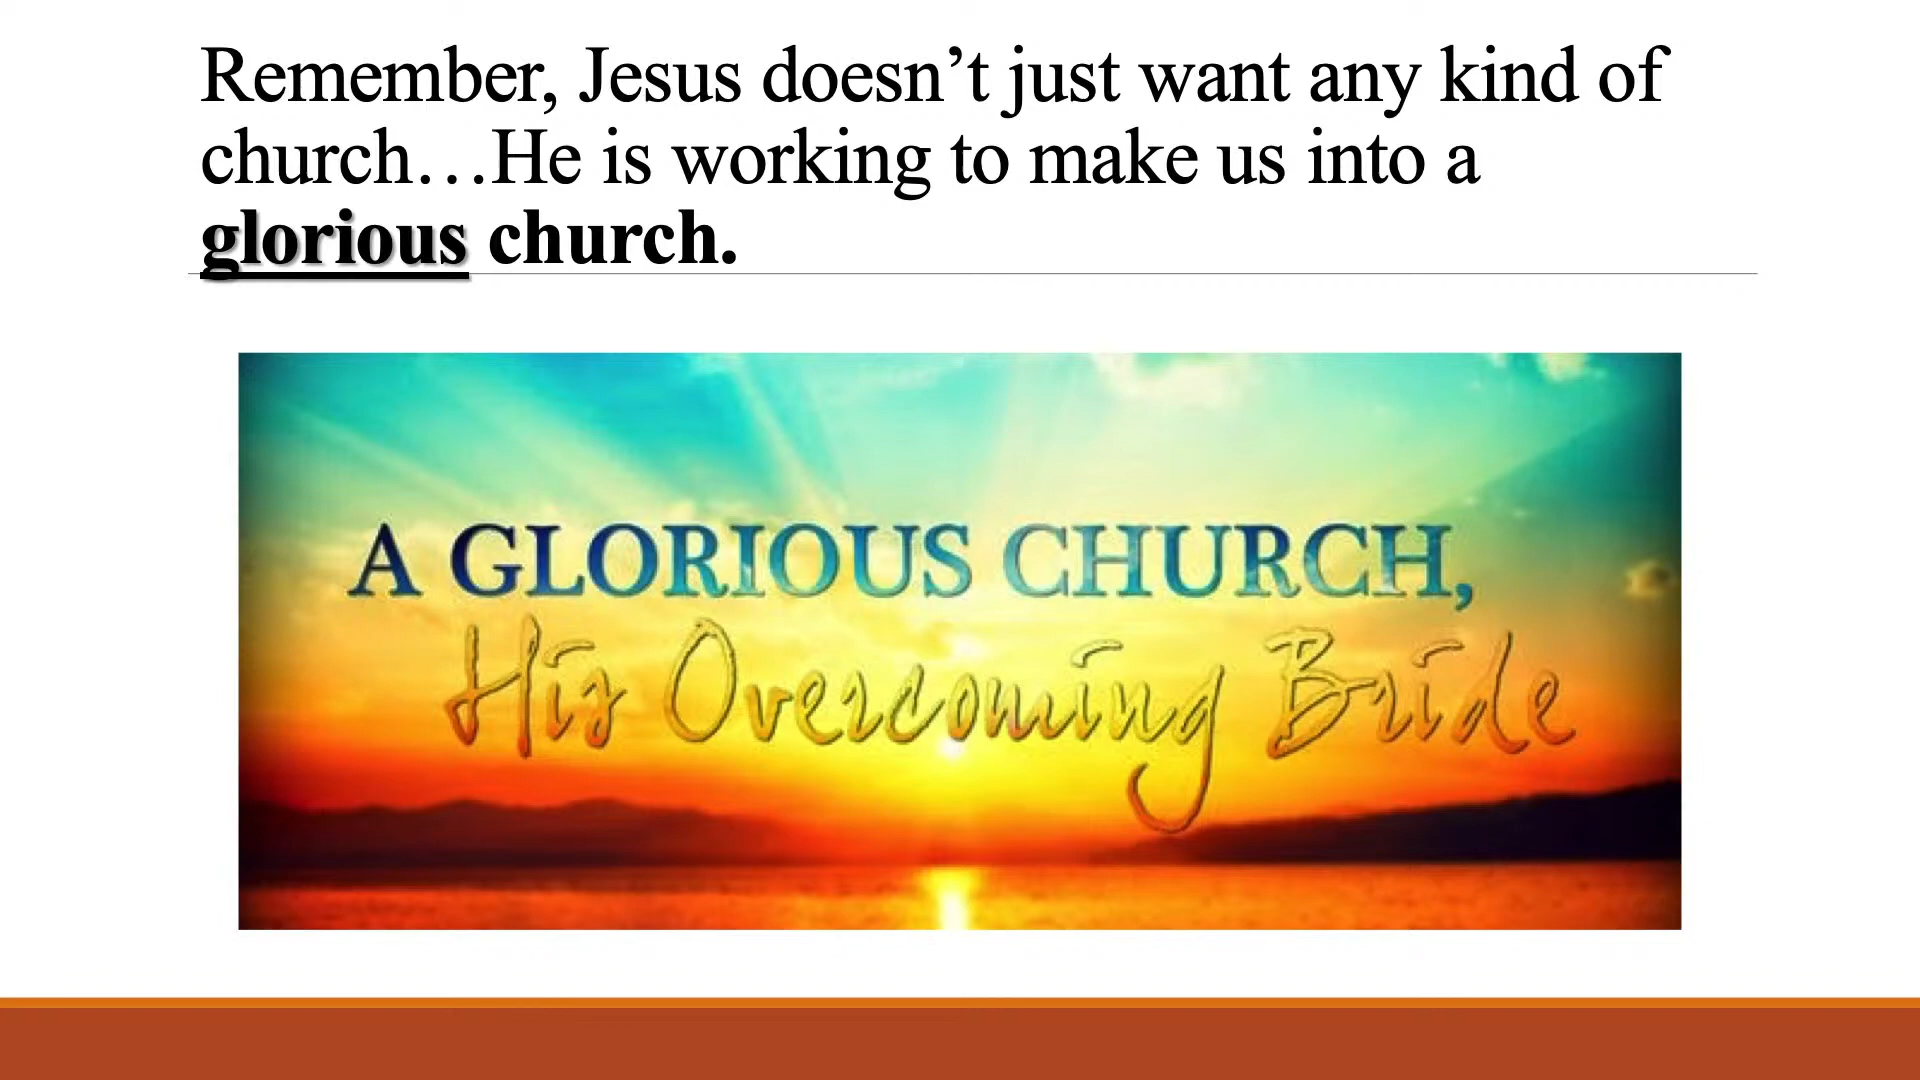 Remember, Jesus doesn’t just want any kind of
church…He is working to make us into a
glorious church.
A GLORIOUS CHURCH,
His Overcoming Bride